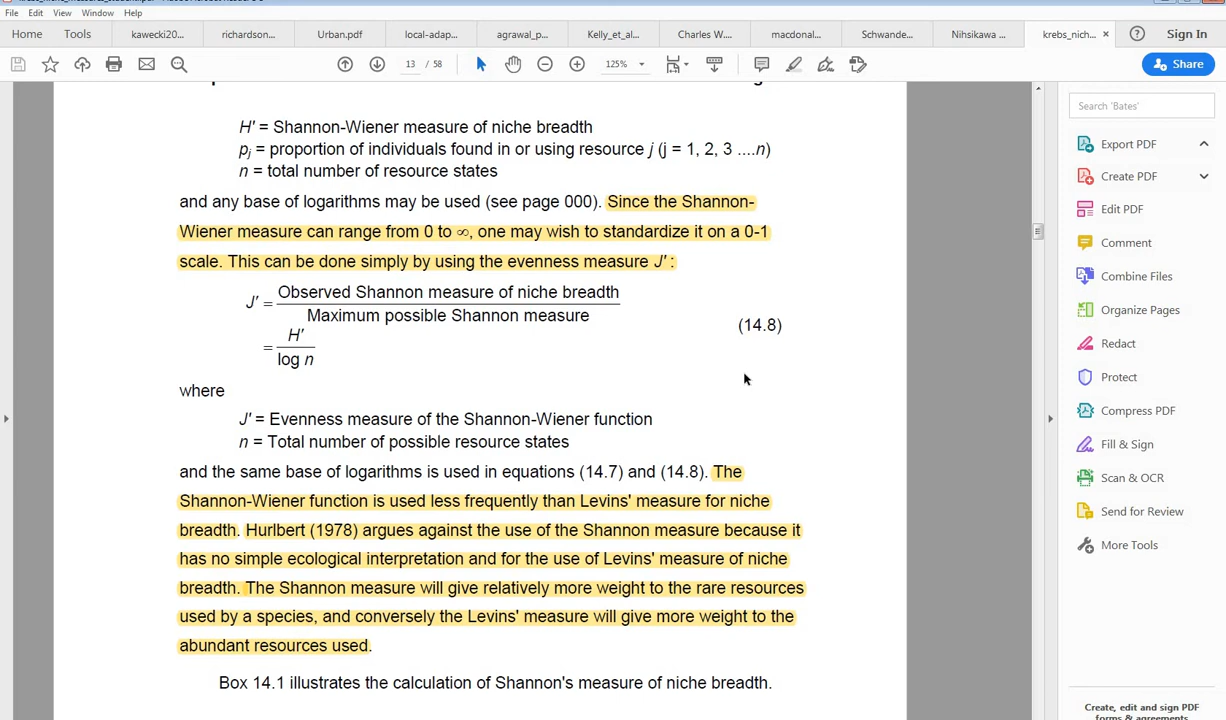 File Edit View Window Help
Home Tools kawecki20... richardson... Urban.pdf local-adap... agrawal_p... Kelly_et_al... Charles W.... macdonal... Schwande... Nihsikawa ... krebs_nich... × Sign In
13 / 58 125% Share
H' = Shannon-Wiener measure of niche breadth
pj = proportion of individuals found in or using resource j (j = 1, 2, 3 ....n)
n = total number of resource states
and any base of logarithms may be used (see page 000). Since the Shannon-
Wiener measure can range from 0 to ∞, one may wish to standardize it on a 0-1
scale. This can be done simply by using the evenness measure J' :
J' = Observed Shannon measure of niche breadth
Maximum possible Shannon measure
(14.8)
= H'
log n
where
J' = Evenness measure of the Shannon-Wiener function
n = Total number of possible resource states
and the same base of logarithms is used in equations (14.7) and (14.8). The
Shannon-Wiener function is used less frequently than Levins' measure for niche
breadth. Hurlbert (1978) argues against the use of the Shannon measure because it
has no simple ecological interpretation and for the use of Levins' measure of niche
breadth. The Shannon measure will give relatively more weight to the rare resources
used by a species, and conversely the Levins' measure will give more weight to the
abundant resources used.
Box 14.1 illustrates the calculation of Shannon's measure of niche breadth.
Search 'Bates'
Export PDF
Create PDF
Edit PDF
Comment
Combine Files
Organize Pages
Redact
Protect
Compress PDF
Fill & Sign
Scan & OCR
Send for Review
More Tools
Create, edit and sign PDF
forms & agreements